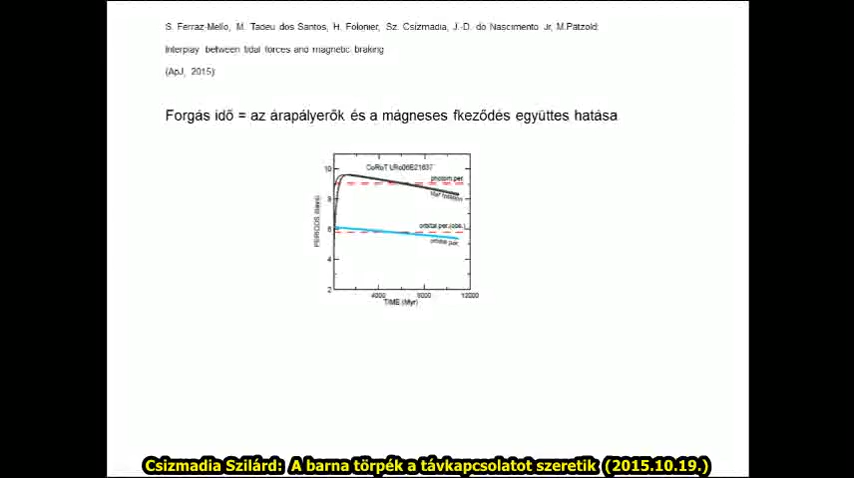 S. Ferraz-Mello, M. Tadeu dos Santos, H. Folonier, Sz. Csizmadia, J.-D. do Nascimento Jr, M.Pätzold:
Interplay between tidal forces and magnetic braking
(ApJ, 2015)
Forgás idő = az árapályerők és a mágneses fkeződés együttes hatása
10
photom.per.
8
star rotation
PERIODS (days)
6
orbital per.(obs.)
orbital per.
4
2
4000 8000 12000
TIME (Myr)
Csizmadia Szilárd: A barna törpék a távkapcsolatot szeretik (2015.10.19.)